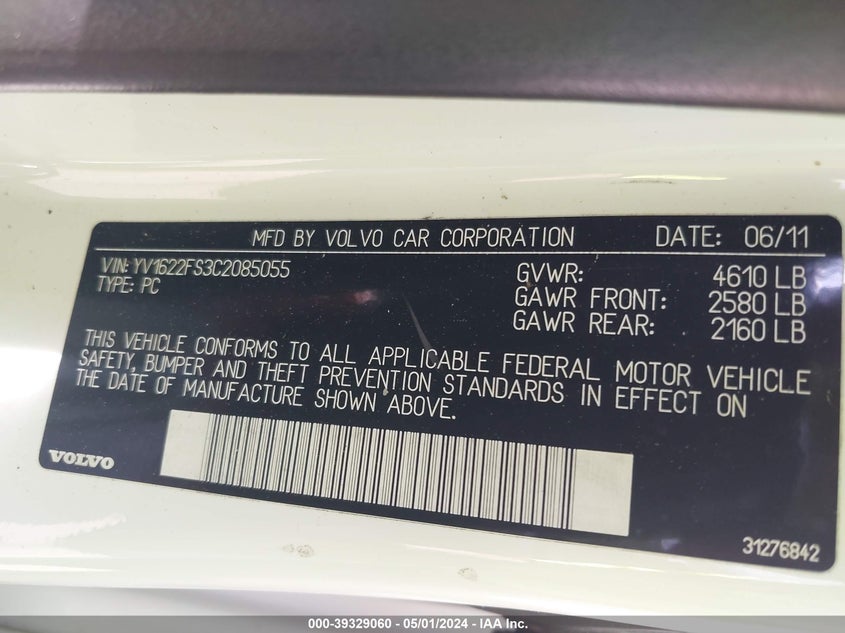 MFD BY VOLVO CAR CORPORATION DATE: 06/11
VIN: YV1622FS3C2085055 GVWR: 4610 LB
TYPE: PC GAWR FRONT: 2580 LB
GAWR REAR: 2160 LB
THIS VEHICLE CONFORMS TO ALL APPLICABLE FEDERAL MOTOR VEHICLE
SAFETY, BUMPER AND THEFT PREVENTION STANDARDS IN EFFECT ON
THE DATE OF MANUFACTURE SHOWN ABOVE.
VOLVO
31276842
000-39329060 - 05/01/2024 - IAA Inc.